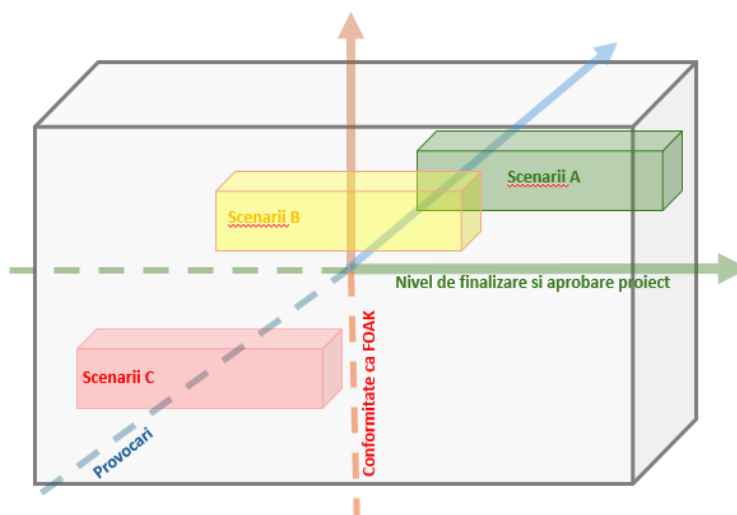 Scenarii A
Scenarii B
Nivel de finalizare si aprobare proiect
Conformitate ca FOAK
Scenarii C
Provocari